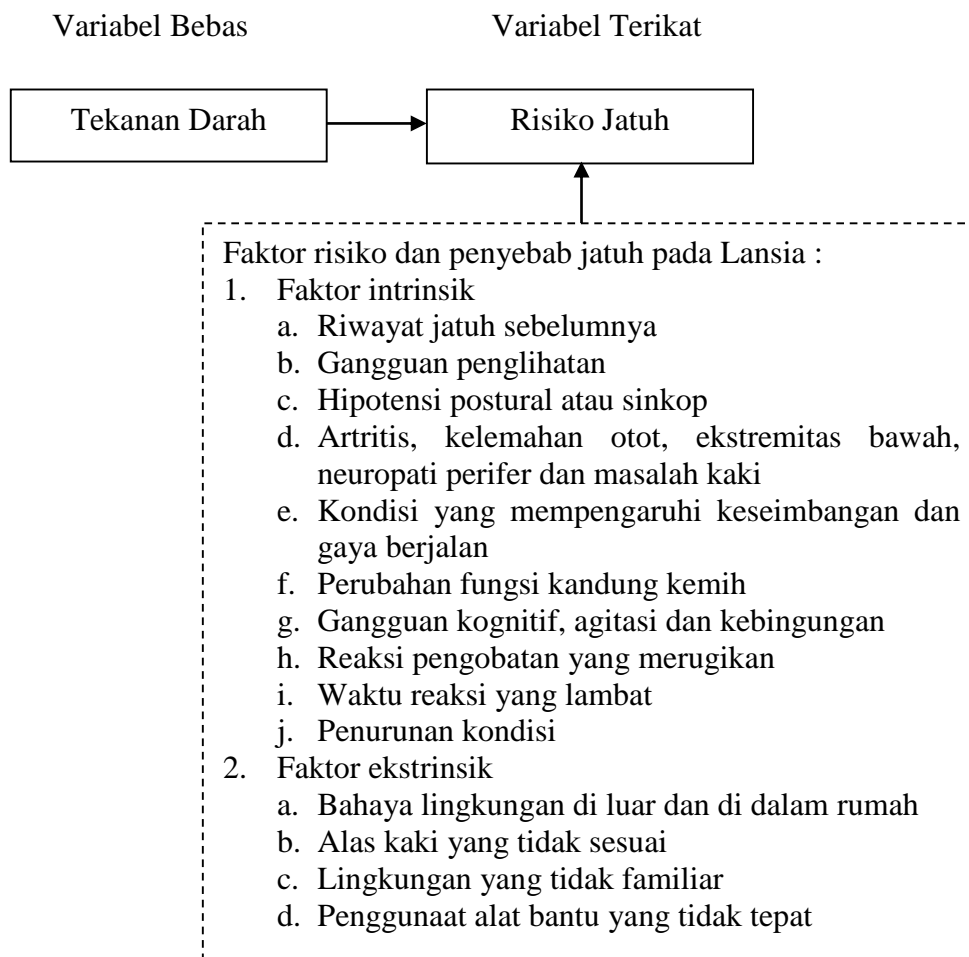 Variabel Bebas
Variabel Terikat
Tekanan Darah
Risiko Jatuh
Faktor risiko dan penyebab jatuh pada Lansia :
1. Faktor intrinsik
a. Riwayat jatuh sebelumnya
b. Gangguan penglihatan
c. Hipotensi postural atau sinkop
d. Artritis, kelemahan otot, ekstremitas bawah,
neuropati perifer dan masalah kaki
e. Kondisi yang mempengaruhi keseimbangan dan
gaya berjalan
f. Perubahan fungsi kandung kemih
g. Gangguan kognitif, agitasi dan kebingungan
h. Reaksi pengobatan yang merugikan
i. Waktu reaksi yang lambat
j. Penurunan kondisi
2. Faktor ekstrinsik
a. Bahaya lingkungan di luar dan di dalam rumah
b. Alas kaki yang tidak sesuai
c. Lingkungan yang tidak familiar
d. Penggunaat alat bantu yang tidak tepat